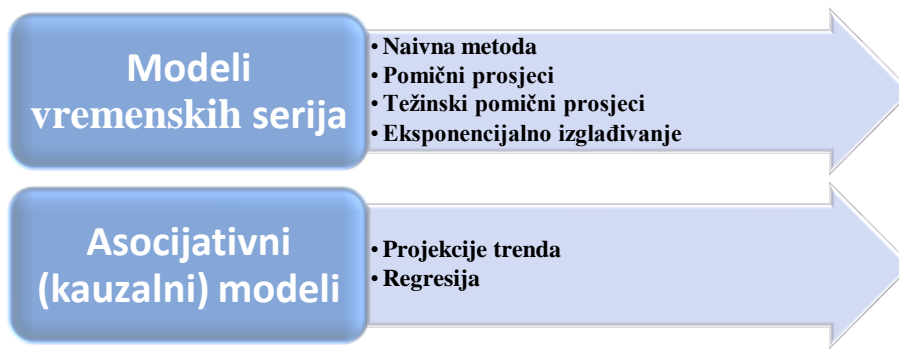 Modeli
vremenskih serija
• Naivna metoda
• Pomični prosjeci
• Težinski pomični prosjeci
• Eksponencijalno izglađivanje
Asocijativni
(kauzalni) modeli
• Projekcije trenda
• Regresija